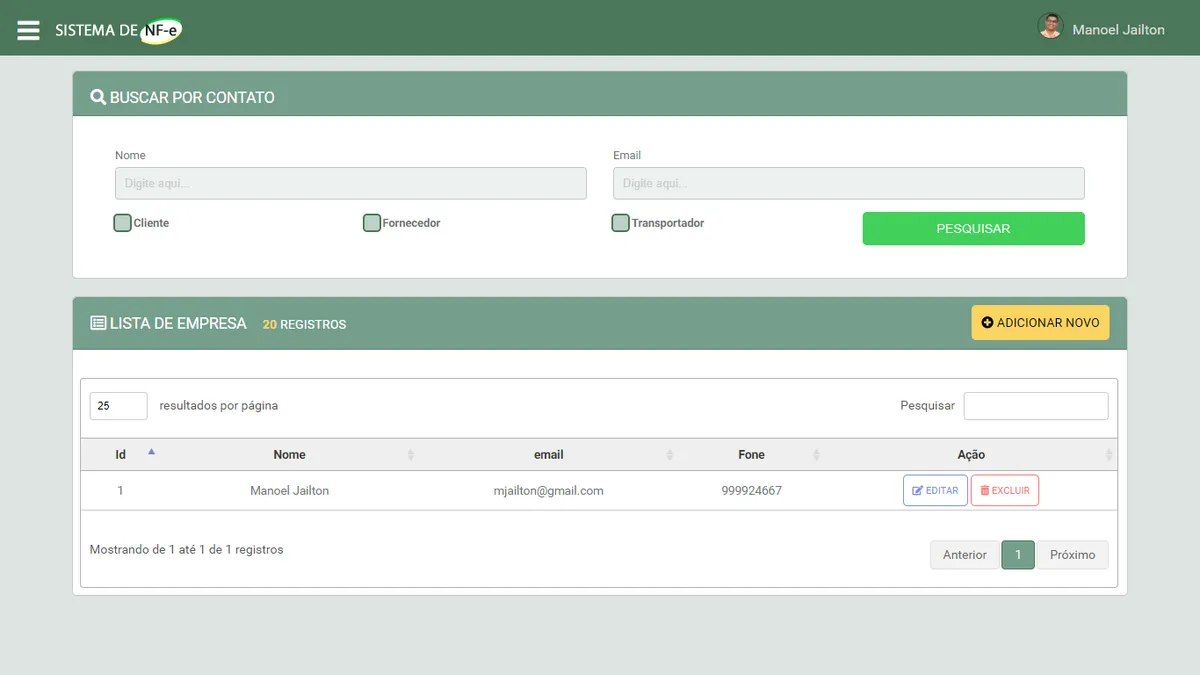 SISTEMA DE NF-e
Manoel Jailton
BUSCAR POR CONTATO
Nome
Email
Digite aqui...
Digite aqui...
Cliente
Fornecedor
Transportador
PESQUISAR
LISTA DE EMPRESA 20 REGISTROS
ADICIONAR NOVO
25 resultados por página
Pesquisar
Id Nome email Fone Ação
1 Manoel Jailton mjailton@gmail.com 999924667 EDITAR EXCLUIR
Mostrando de 1 até 1 de 1 registros
Anterior 1 Próximo